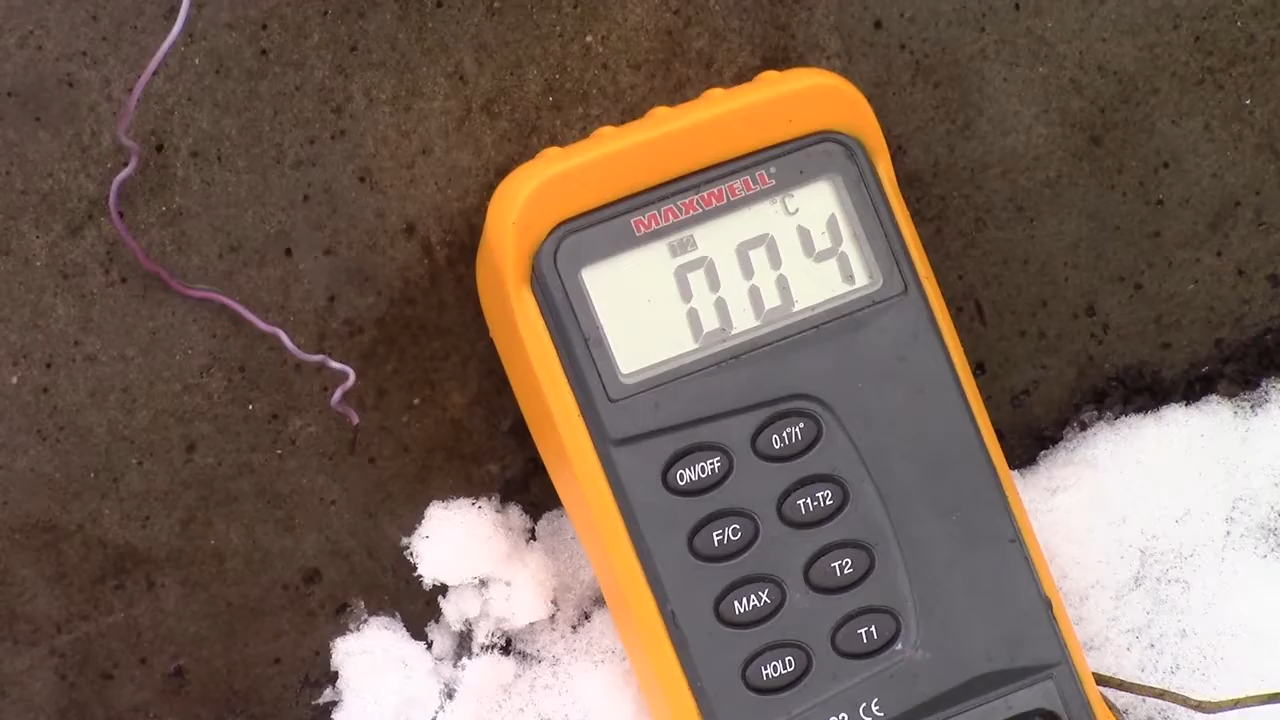 MAXWELL®
°C
T2
004
ON/OFF
0.1°/1°
F/C
T1-T2
MAX
T2
HOLD
T1
CE